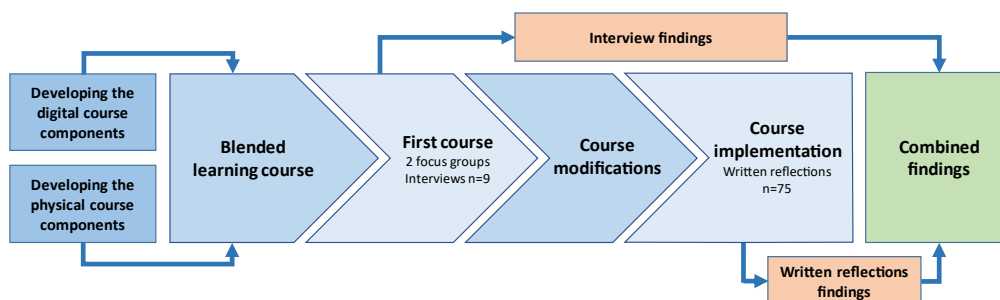 Interview findings
Developing the
digital course
components
Developing the
physical course
components
Blended
learning course
First course
2 focus groups
Interviews n=9
Course
modifications
Course
implementation
Written reflections
n=75
Combined
findings
Written reflections
findings